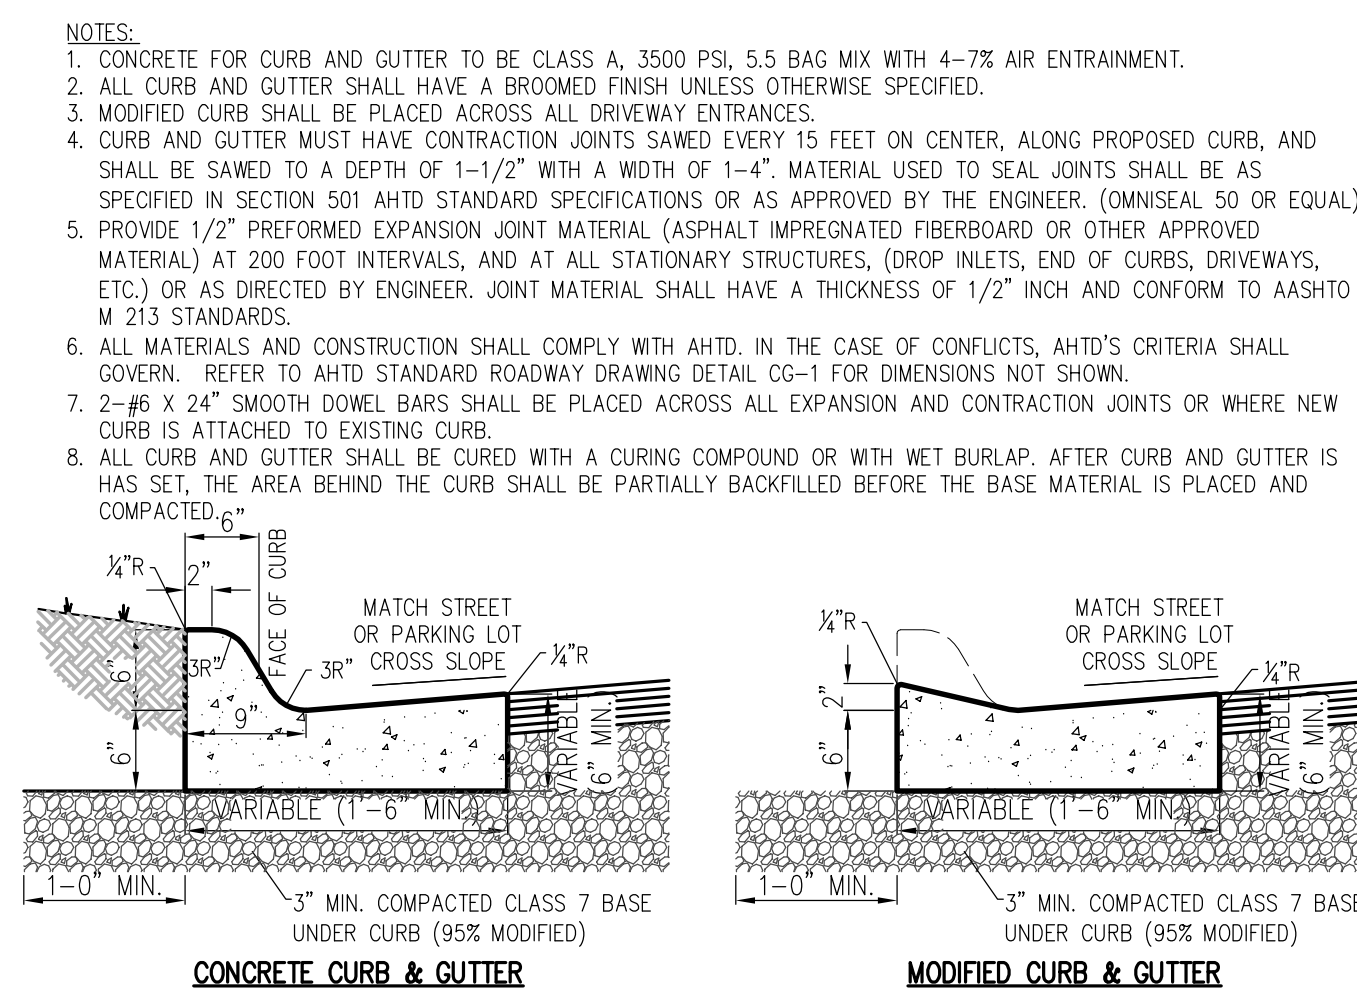 NOTES:
1. CONCRETE FOR CURB AND GUTTER TO BE CLASS A, 3500 PSI, 5.5 BAG MIX WITH 4-7% AIR ENTRAINMENT.
2. ALL CURB AND GUTTER SHALL HAVE A BROOMED FINISH UNLESS OTHERWISE SPECIFIED.
3. MODIFIED CURB SHALL BE PLACED ACROSS ALL DRIVEWAY ENTRANCES.
4. CURB AND GUTTER MUST HAVE CONTRACTION JOINTS SAWED EVERY 15 FEET ON CENTER, ALONG PROPOSED CURB, AND
SHALL BE SAWED TO A DEPTH OF 1-1/2" WITH A WIDTH OF 1-4". MATERIAL USED TO SEAL JOINTS SHALL BE AS
SPECIFIED IN SECTION 501 AHTD STANDARD SPECIFICATIONS OR AS APPROVED BY THE ENGINEER. (OMNISEAL 50 OR EQUAL)
5. PROVIDE 1/2" PREFORMED EXPANSION JOINT MATERIAL (ASPHALT IMPREGNATED FIBERBOARD OR OTHER APPROVED
MATERIAL) AT 200 FOOT INTERVALS, AND AT ALL STATIONARY STRUCTURES, (DROP INLETS, END OF CURBS, DRIVEWAYS,
ETC.) OR AS DIRECTED BY ENGINEER. JOINT MATERIAL SHALL HAVE A THICKNESS OF 1/2" INCH AND CONFORM TO AASHTO
M 213 STANDARDS.
6. ALL MATERIALS AND CONSTRUCTION SHALL COMPLY WITH AHTD. IN THE CASE OF CONFLICTS, AHTD'S CRITERIA SHALL
GOVERN. REFER TO AHTD STANDARD ROADWAY DRAWING DETAIL CG-1 FOR DIMENSIONS NOT SHOWN.
7. 2-#6 X 24" SMOOTH DOWEL BARS SHALL BE PLACED ACROSS ALL EXPANSION AND CONTRACTION JOINTS OR WHERE NEW
CURB IS ATTACHED TO EXISTING CURB.
8. ALL CURB AND GUTTER SHALL BE CURED WITH A CURING COMPOUND OR WITH WET BURLAP. AFTER CURB AND GUTTER IS
HAS SET, THE AREA BEHIND THE CURB SHALL BE PARTIALLY BACKFILLED BEFORE THE BASE MATERIAL IS PLACED AND
COMPACTED.
6"
FACE OF CURB
¼"R
2"
MATCH STREET
OR PARKING LOT
CROSS SLOPE
¼"R
3R"
3R"
6"
9"
6"
VARIABLE
(6" MIN.)
VARIABLE (1'-6" MIN.)
1-0" MIN.
3" MIN. COMPACTED CLASS 7 BASE
UNDER CURB (95% MODIFIED)
CONCRETE CURB & GUTTER
¼"R
MATCH STREET
OR PARKING LOT
CROSS SLOPE
¼"R
2"
6"
VARIABLE
(6" MIN.)
VARIABLE (1'-6" MIN.)
1-0" MIN.
3" MIN. COMPACTED CLASS 7 BASE
UNDER CURB (95% MODIFIED)
MODIFIED CURB & GUTTER